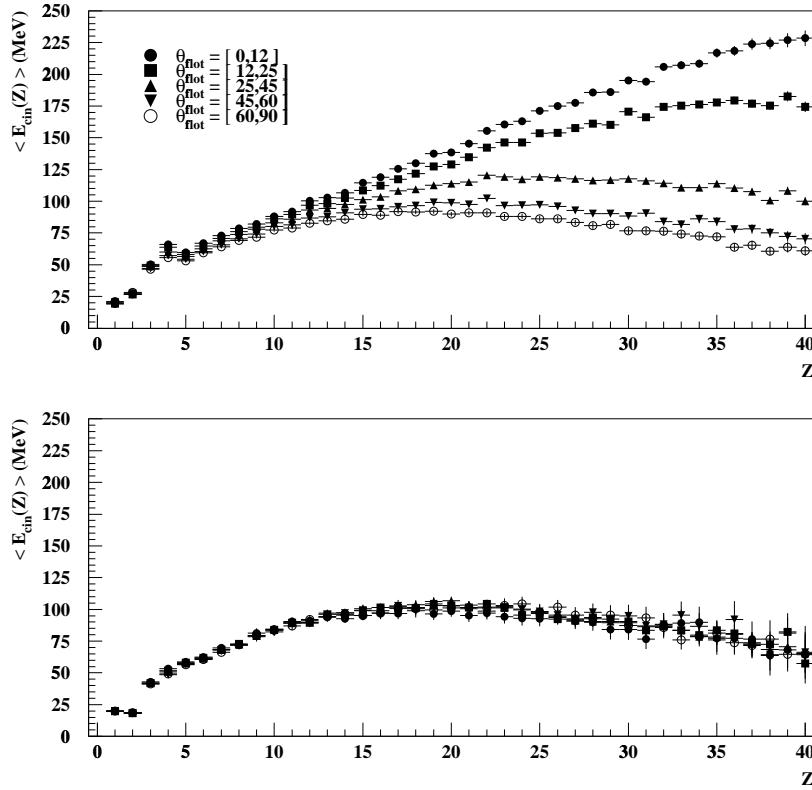 < E_cin(Z) > (MeV)
250
225
200
175
150
125
100
75
50
25
0
θ_flot = [ 0,12]
θ_flot = [ 12,25]
θ_flot = [ 25,45]
θ_flot = [ 45,60]
θ_flot = [ 60,90]
0 5 10 15 20 25 30 35 40
Z
< E_cin(Z) > (MeV)
250
225
200
175
150
125
100
75
50
25
0
0 5 10 15 20 25 30 35 40
Z